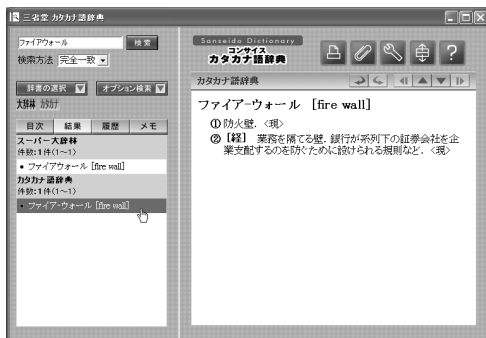 三省堂 カタカナ語辞典
ファイアウォール 検索
検索方法 完全一致
辞書の選択 オプション検索
大辞林 カタカナ
目次 結果 履歴 メモ
スーパー大辞林
件数:1件(1〜1)
• ファイアウォール [fire wall]
カタカナ語辞典
件数:1件(1〜1)
• ファイア-ウォール [fire wall]
Sanseido Dictionary
コンサイス
カタカナ語辞典
カタカナ語辞典
ファイア-ウォール [fire wall]
① 防火壁.〈現〉
② 【経】 業務を隔てる壁. 銀行が系列下の証券会社を企
業支配するのを防ぐために設けられる規則など.〈現〉